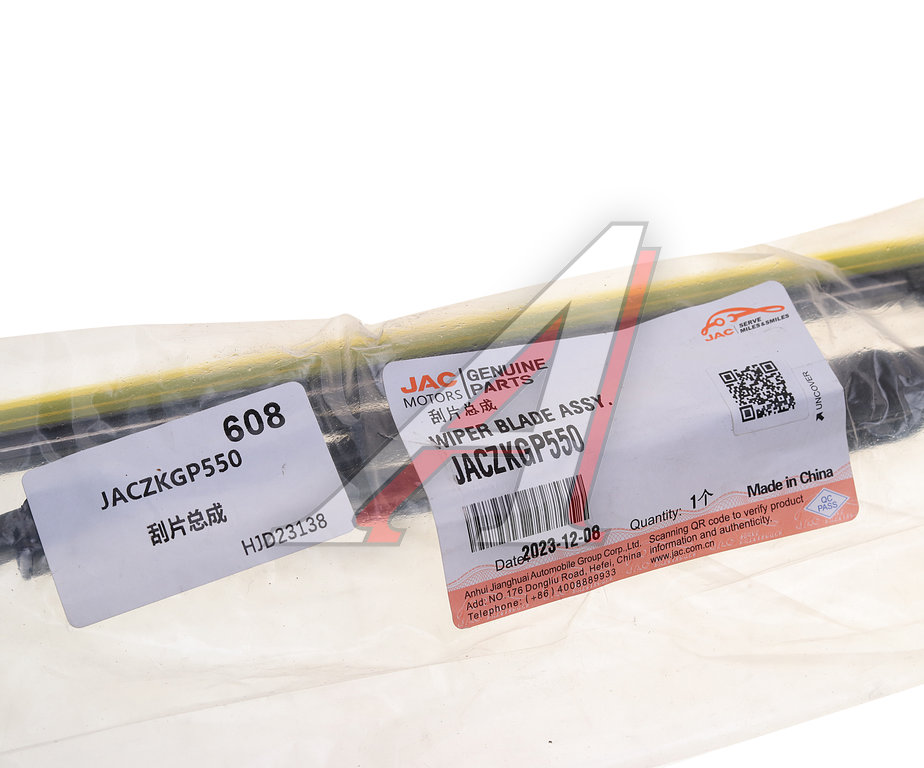 608
JACZKGP550
刮片总成
HJD23138
JAC MOTORS GENUINE PARTS
刮片总成
WIPER BLADE ASSY.
JACZKGP550
JAC SERVE MILES & SMILES
UNCOVER
Date: 2023-12-08
Quantity: 1个
Made in China
QC PASS
Anhui Jianghuai Automobile Group Corp., Ltd.
Add: NO.176 Dongliu Road, Hefei, China
Telephone: (+86) 4008889933
Scanning QR code to verify product
information and authenticity.
www.jac.com.cn